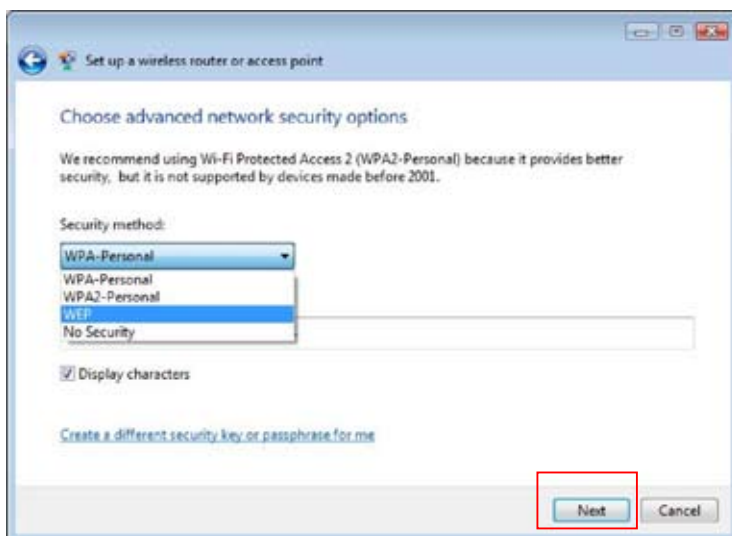 Set up a wireless router or access point
Choose advanced network security options
We recommend using Wi-Fi Protected Access 2 (WPA2-Personal) because it provides better
security, but it is not supported by devices made before 2001.
Security method:
WPA-Personal
WPA-Personal
WPA2-Personal
WEP
No Security
Display characters
Create a different security key or passphrase for me
Next
Cancel